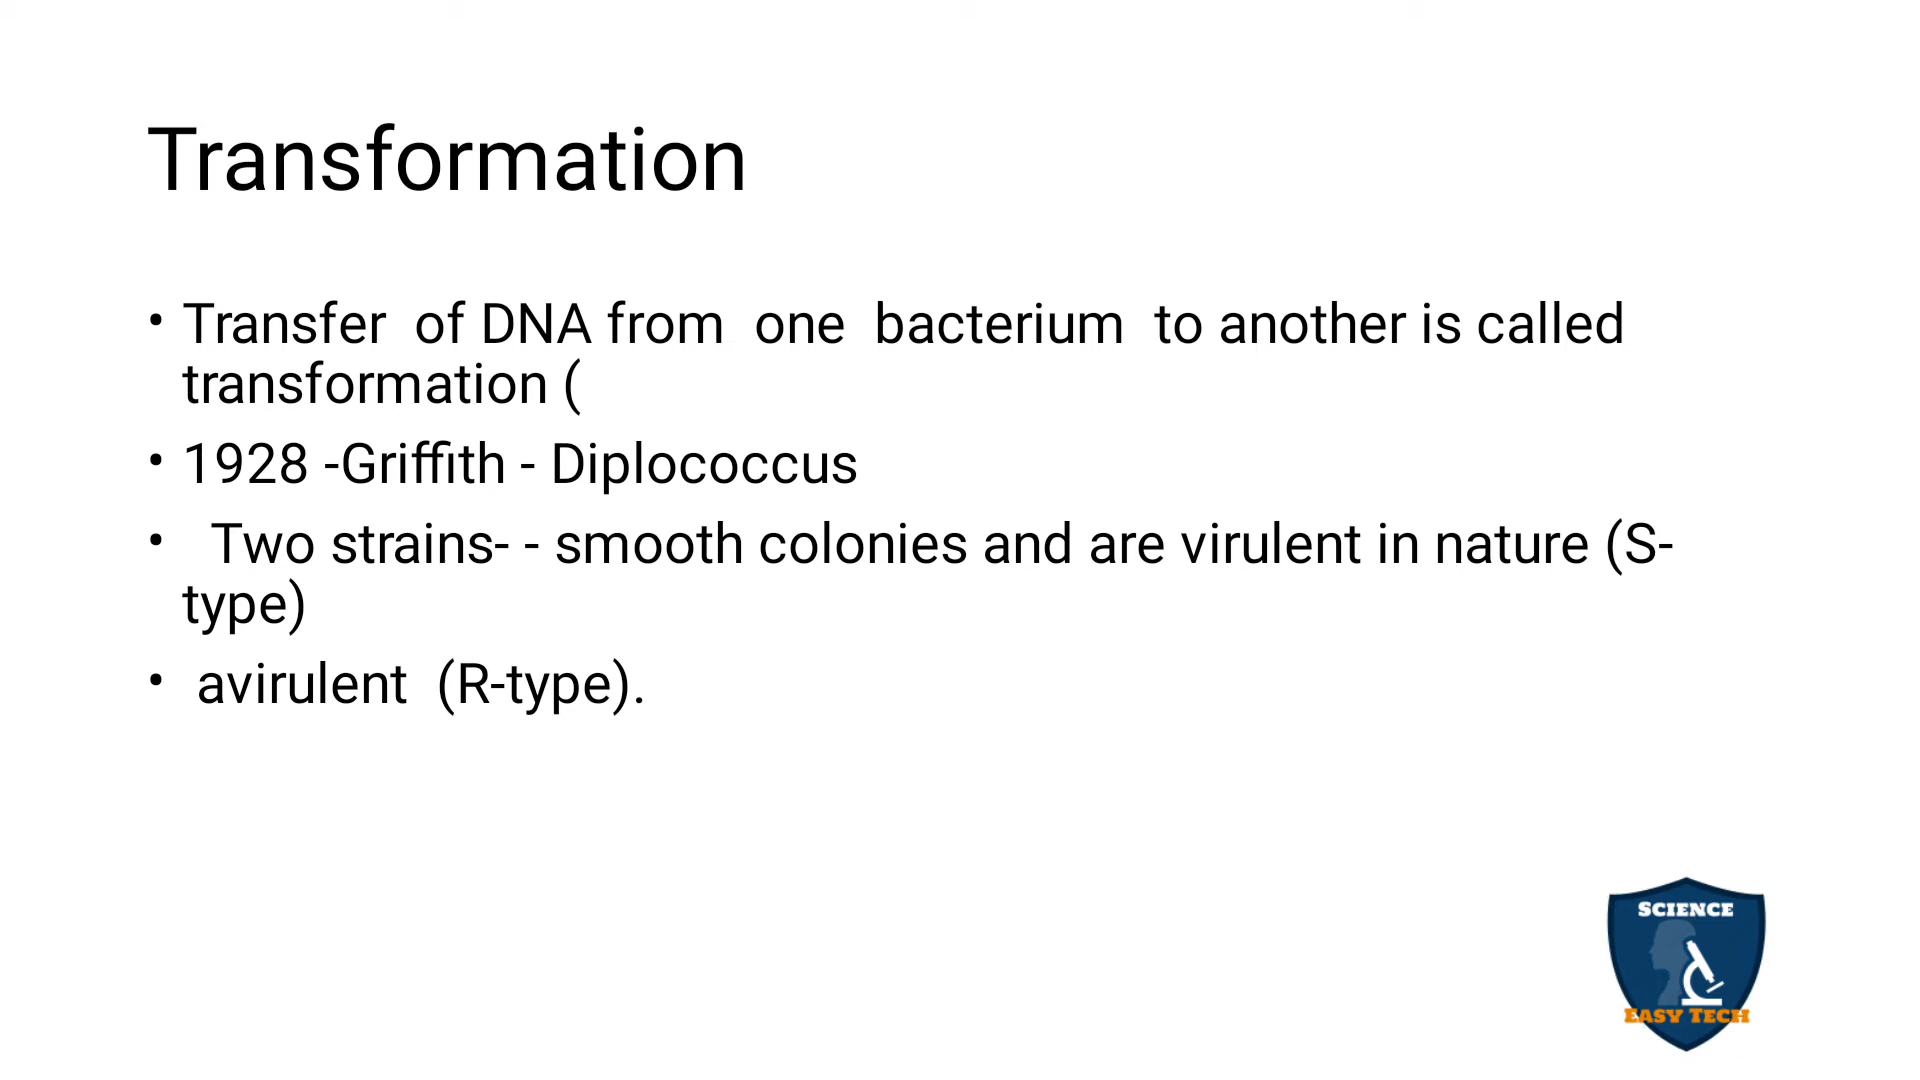 Transformation
• Transfer of DNA from one bacterium to another is called
transformation (
• 1928 -Griffith - Diplococcus
• Two strains- - smooth colonies and are virulent in nature (S-
type)
• avirulent (R-type).
SCIENCE
EASY TECH